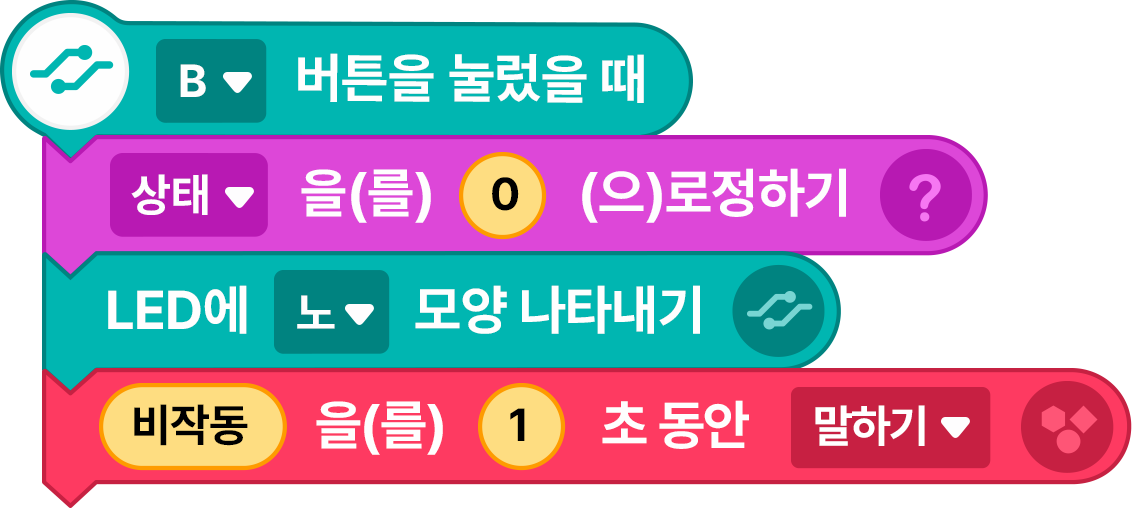 B 버튼을 눌렀을 때
상태 을(를) 0 (으)로정하기 ?
LED에 노 모양 나타내기
비작동 을(를) 1 초 동안 말하기